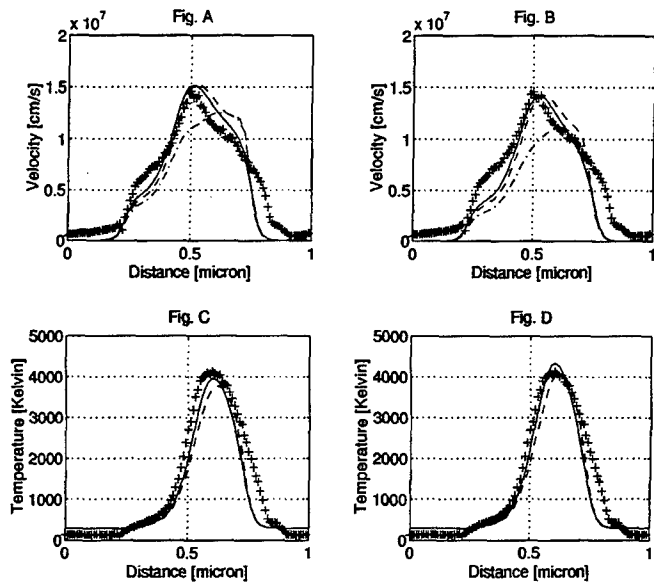 Fig. A
x 10^7
2
1.5
1
0.5
0
Velocity [cm/s]
0
0.5
1
Distance [micron]
Fig. B
x 10^7
2
1.5
1
0.5
0
Velocity [cm/s]
0
0.5
1
Distance [micron]
Fig. C
5000
4000
3000
2000
1000
0
Temperature [Kelvin]
0
0.5
1
Distance [micron]
Fig. D
5000
4000
3000
2000
1000
0
Temperature [Kelvin]
0
0.5
1
Distance [micron]